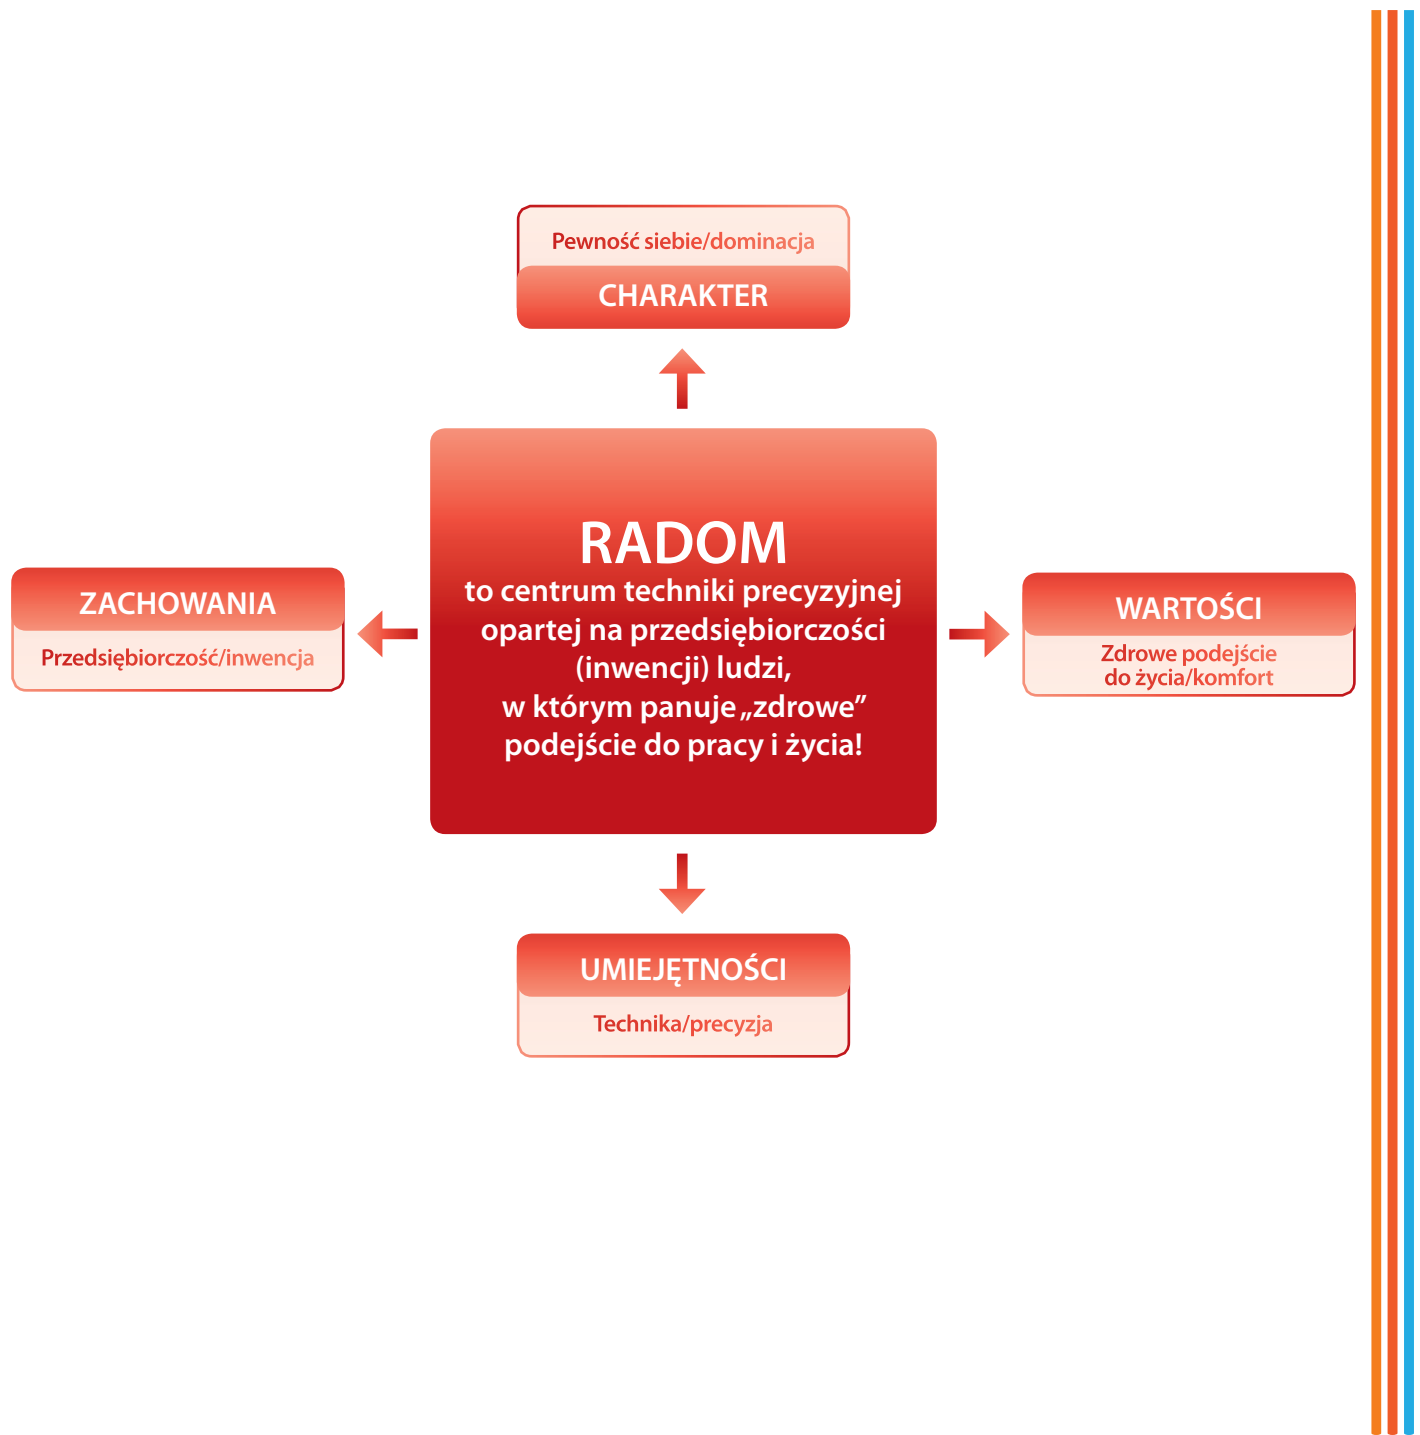 Pewność siebie/dominacja
CHARAKTER
RADOM
to centrum techniki precyzyjnej
opartej na przedsiębiorczości
(inwencji) ludzi,
w którym panuje „zdrowe”
podejście do pracy i życia!
ZACHOWANIA
Przedsiębiorczość/inwencja
WARTOŚCI
Zdrowe podejście
do życia/komfort
UMIEJĘTNOŚCI
Technika/precyzja